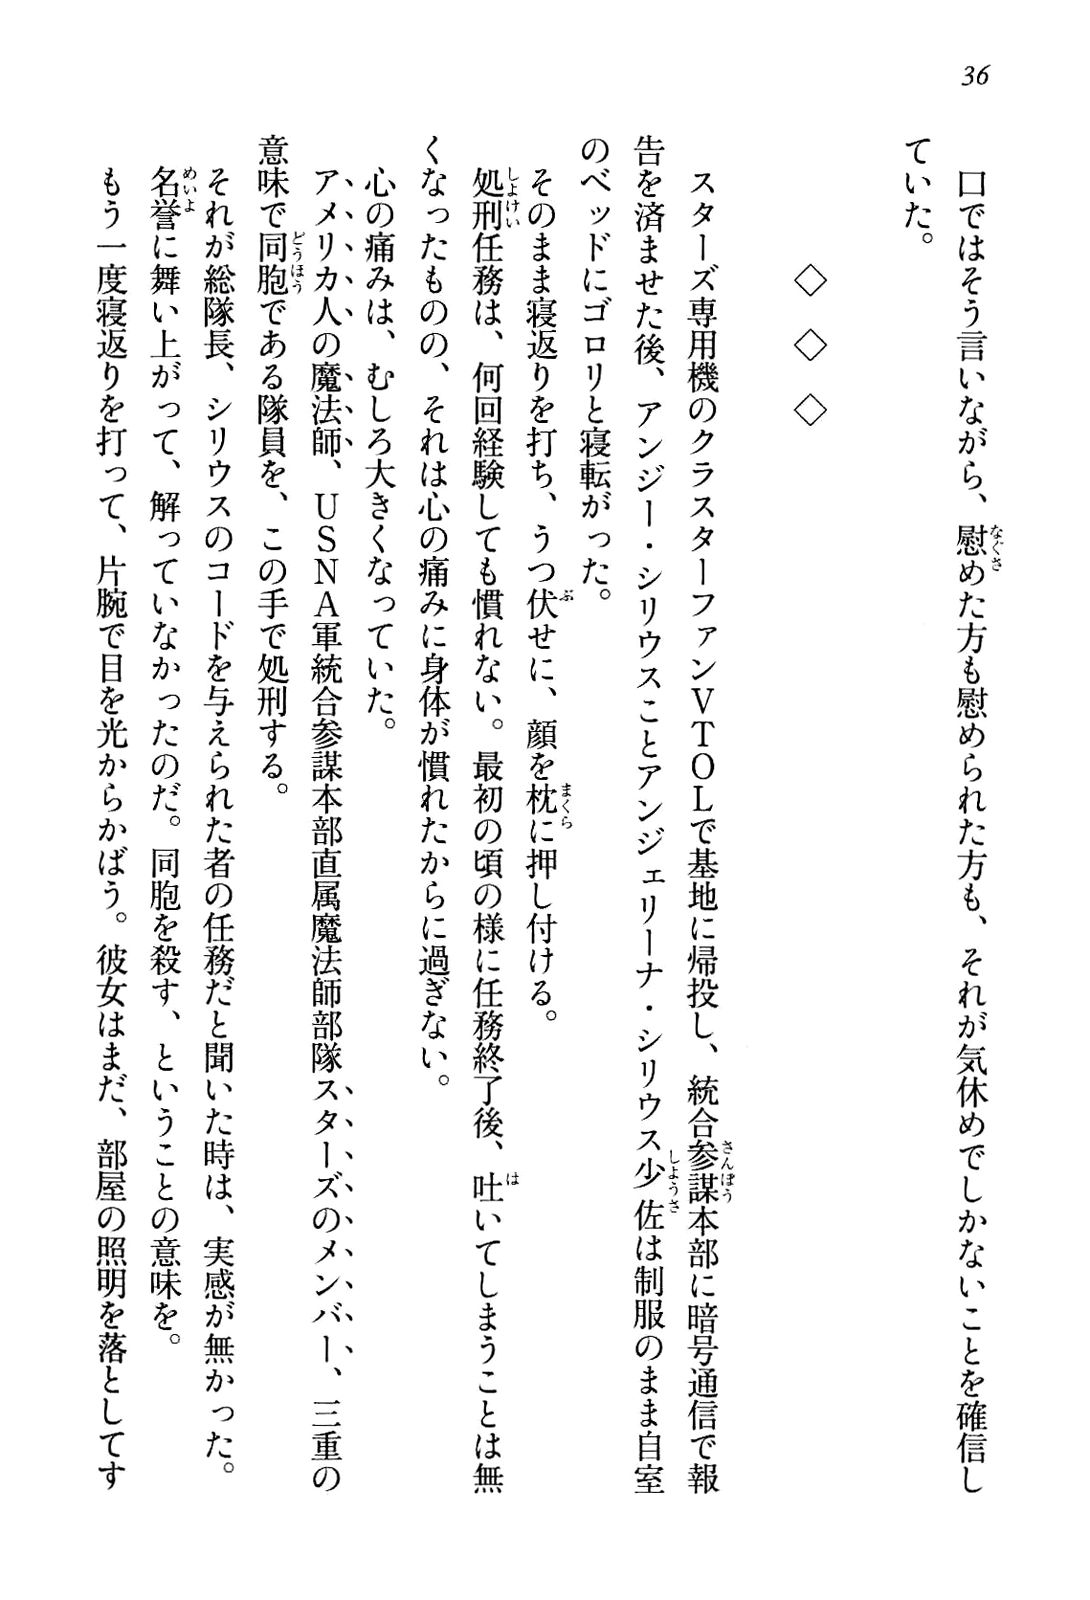 36
口ではそう言いながら、慰めた方も慰められた方も、それが気休めでしかないことを確信し
ていた。
◇ ◇ ◇
スターズ専用機のクラスターファンVTOLで基地に帰投し、統合参謀本部に暗号通信で報
告を済ませた後、アンジー・シリウスことアンジェリーナ・シリウス少佐は制服のまま自室
のベッドにゴロリと寝転がった。
そのまま寝返りを打ち、うつ伏せに、顔を枕に押し付ける。
処刑任務は、何回経験しても慣れない。最初の頃の様に任務終了後、吐いてしまうことは無
くなったものの、それは心の痛みに身体が慣れたからに過ぎない。
心の痛みは、むしろ大きくなっていた。
アメリカ人の魔法師、USNA軍統合参謀本部直属魔法師部隊スターズのメンバー、三重の
意味で同胞である隊員を、この手で処刑する。
それが総隊長、シリウスのコードを与えられた者の任務だと聞いた時は、実感が無かった。
名誉に舞い上がって、解っていなかったのだ。同胞を殺す、ということの意味を。
もう一度寝返りを打って、片腕で目を光からかばう。彼女はまだ、部屋の照明を落としてす